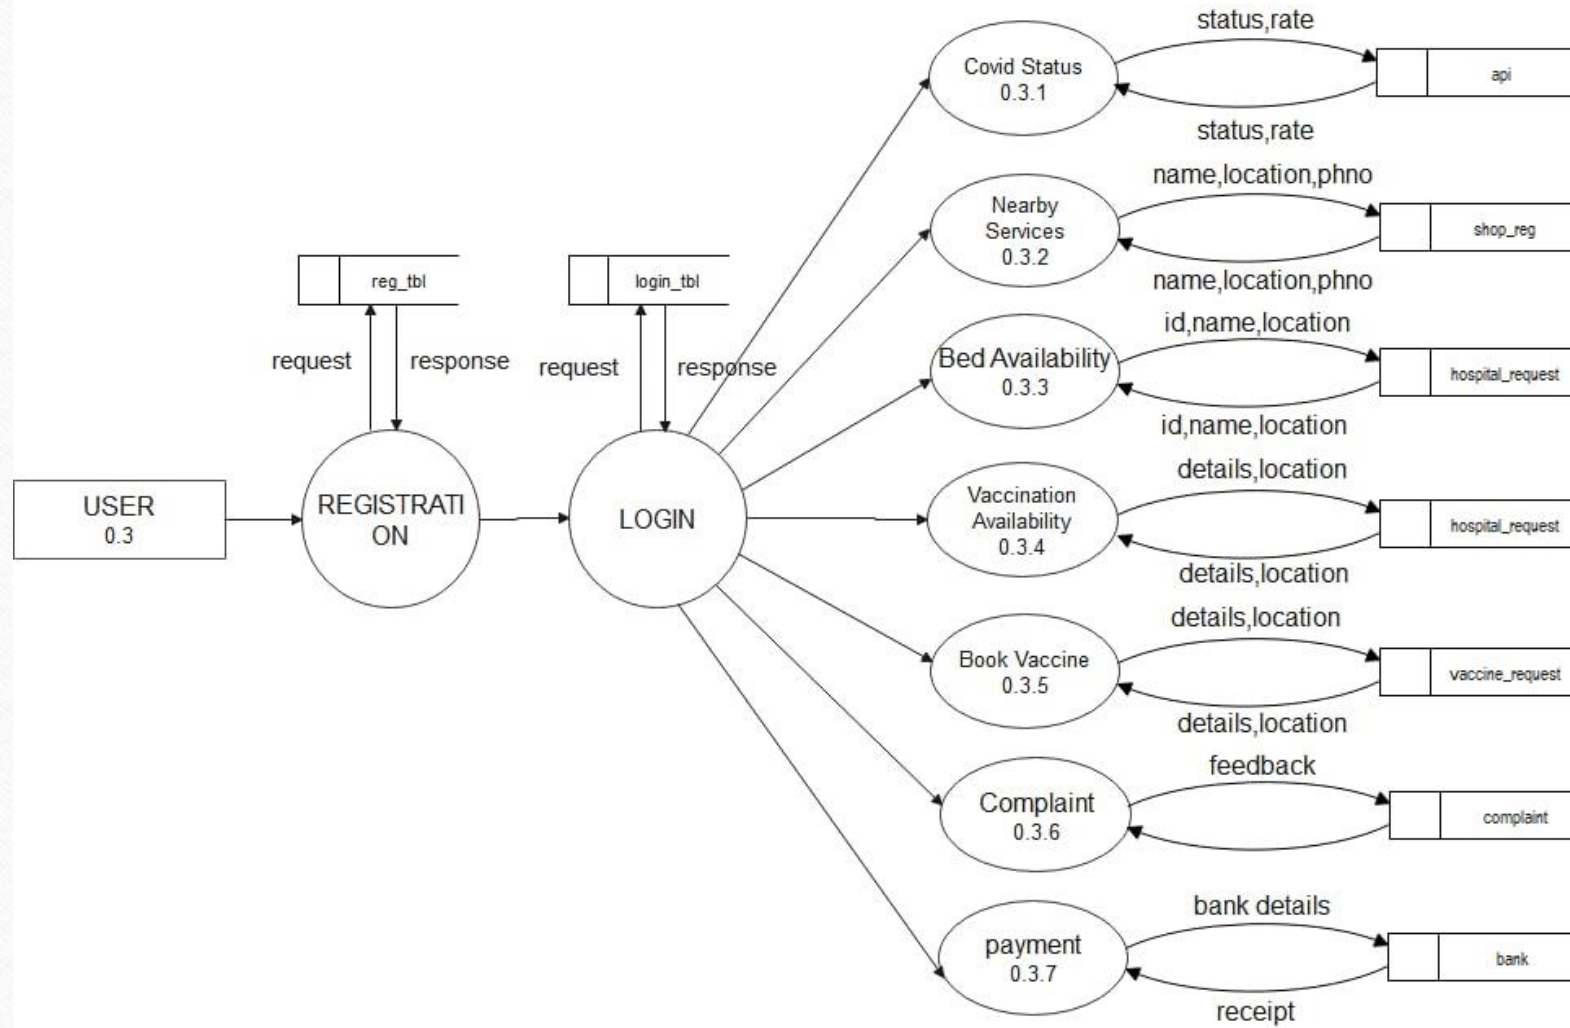 status,rate
Covid Status
0.3.1
api
status,rate
name,location,phno
Nearby
Services
0.3.2
shop_reg
name,location,phno
reg_tbl
request
response
login_tbl
request
response
id,name,location
Bed Availability
0.3.3
hospital_request
id,name,location
USER
0.3
REGISTRATI
ON
LOGIN
details,location
Vaccination
Availability
0.3.4
hospital_request
details,location
details,location
Book Vaccine
0.3.5
vaccine_request
details,location
feedback
Complaint
0.3.6
complaint
bank details
payment
0.3.7
bank
receipt